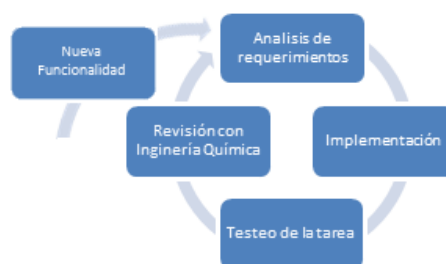 Nueva
Funcionalidad
Analisis de
requerimientos
Revisión con
Inginería Química
Implementación
Testeo de la tarea